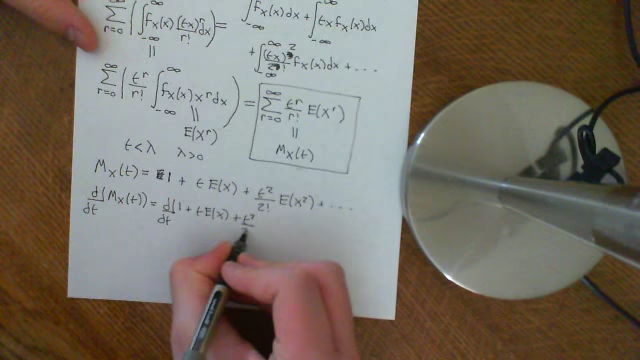 ∑_{r=0}^{∞} ( ∫_{-∞}^{∞} f_X(x) (tx)^r/r! dx ) = ∫_{-∞}^{∞} f_X(x)dx + ∫_{-∞}^{∞} tx f_X(x)dx
+ ∫_{-∞}^{∞} (tx)^2/2! f_X(x)dx + ...
||
∑_{r=0}^{∞} ( t^r/r! ∫_{-∞}^{∞} f_X(x) x^r dx ) = ∑_{r=0}^{∞} t^r/r! E(X^r)
|| ||
E(X^r) M_X(t)
t < λ λ > 0
M_X(t) = 1 + t E(X) + t^2/2! E(X^2) + ...
d/dt (M_X(t)) = d/dt ( 1 + t E(X) + t^2